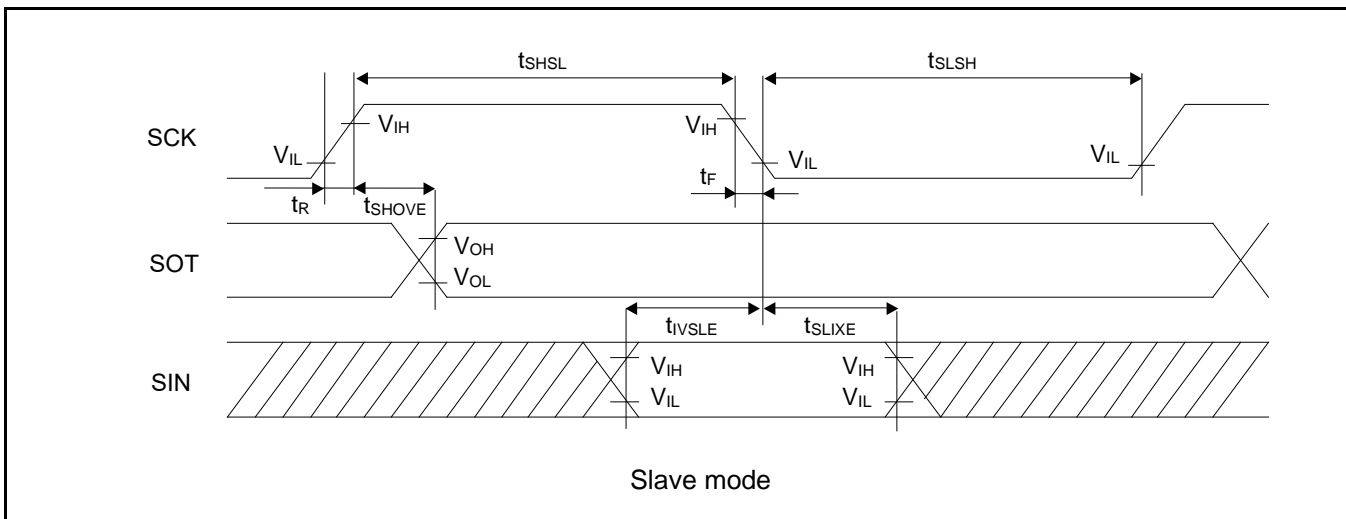 tSHSL tSLSH
SCK VIH VIH
VIL VIL VIL
tR tSHOVE tF
SOT VOH
VOL
tIVSLE tSLIXE
SIN VIH VIH
VIL VIL
Slave mode